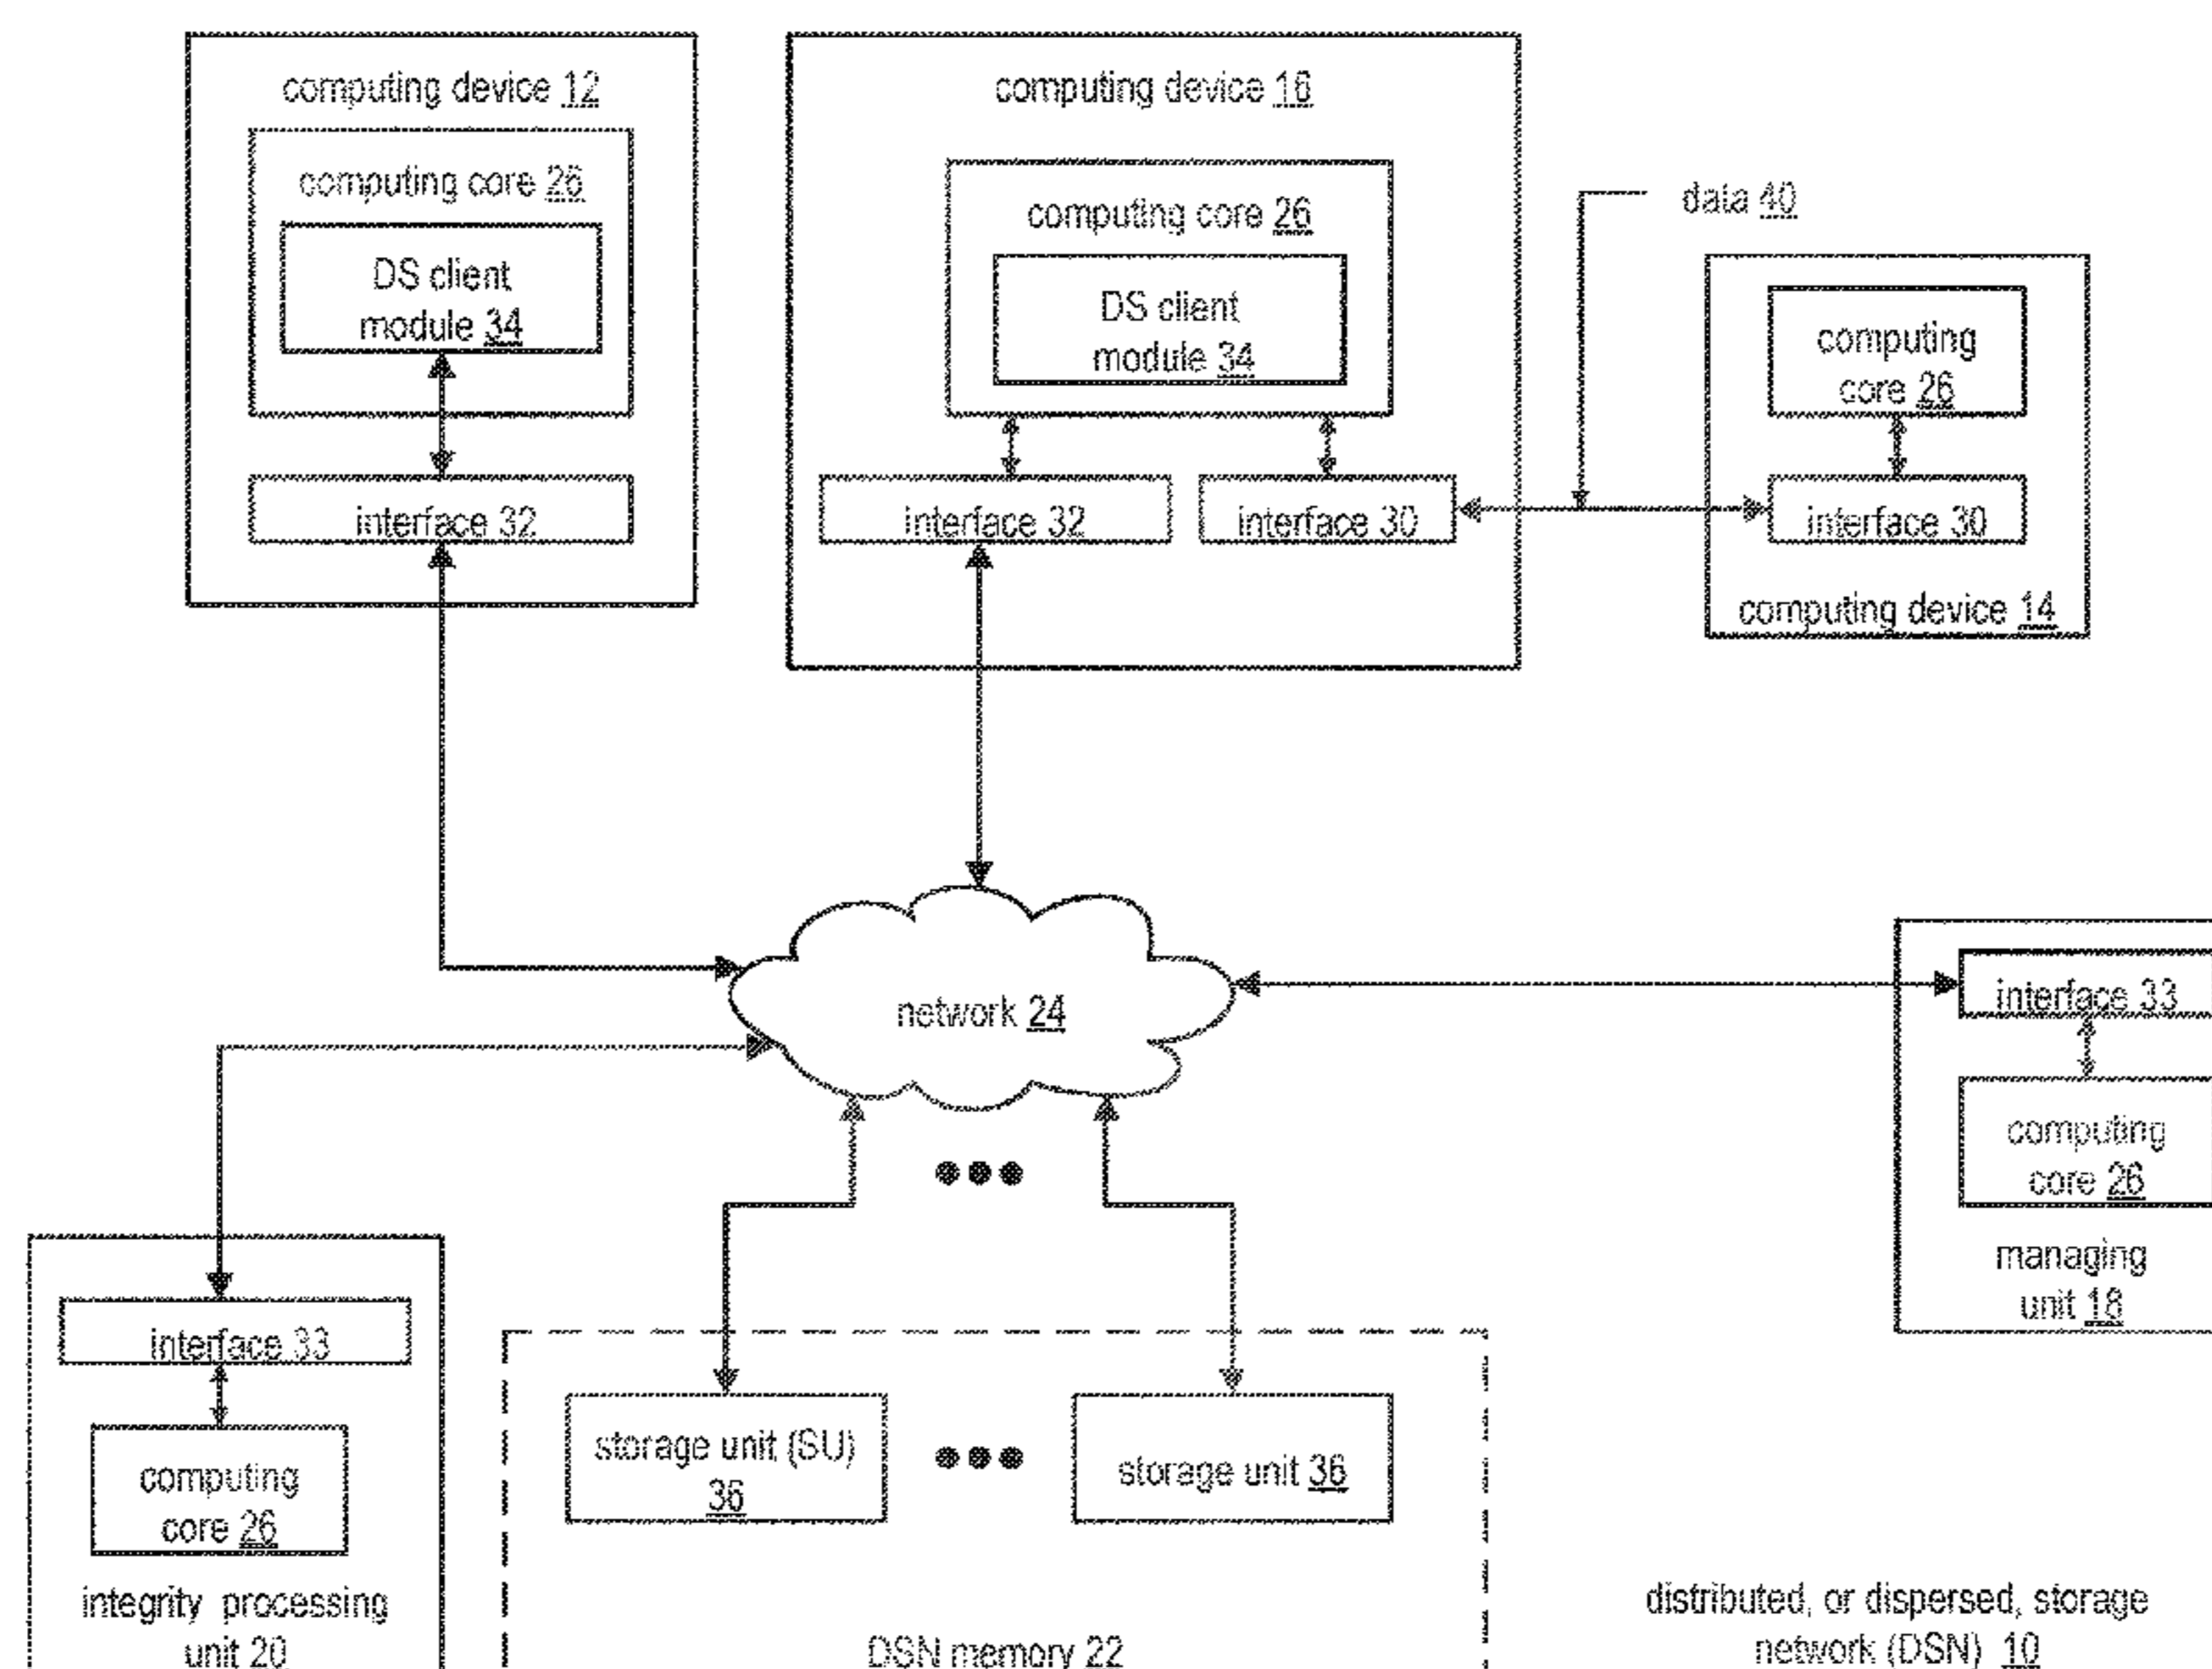 computing device 12
computing core 26
DS client
module 34
interface 32
computing device 16
computing core 26
DS client
module 34
interface 32
interface 30
data 40
computing
core 26
interface 30
computing device 14
network 24
interface 33
computing
core 26
managing
unit 18
interface 33
computing
core 26
integrity processing
unit 20
storage unit (SU)
36
storage unit 36
DSN memory 22
distributed, or dispersed, storage
network (DSN) 10